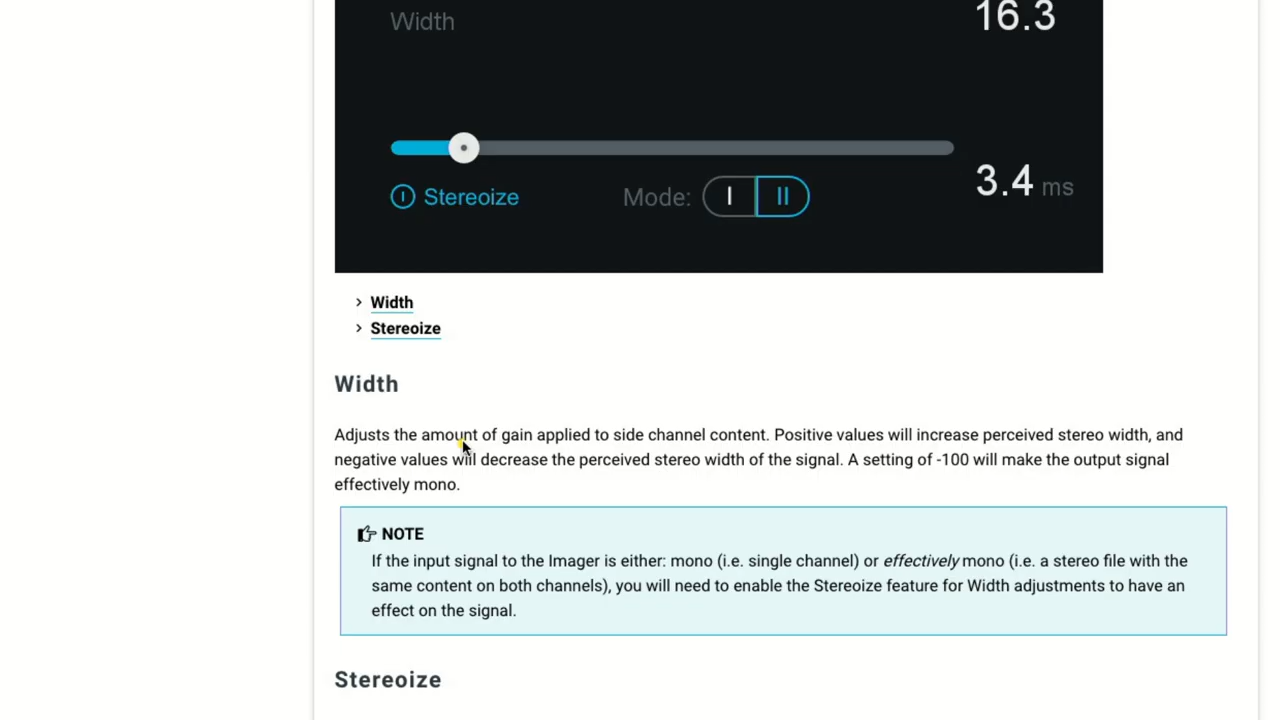 Width 16.3
Stereoize Mode: I II 3.4 ms
> Width
> Stereoize
Width
Adjusts the amount of gain applied to side channel content. Positive values will increase perceived stereo width, and
negative values will decrease the perceived stereo width of the signal. A setting of -100 will make the output signal
effectively mono.
NOTE
If the input signal to the Imager is either: mono (i.e. single channel) or effectively mono (i.e. a stereo file with the
same content on both channels), you will need to enable the Stereoize feature for Width adjustments to have an
effect on the signal.
Stereoize